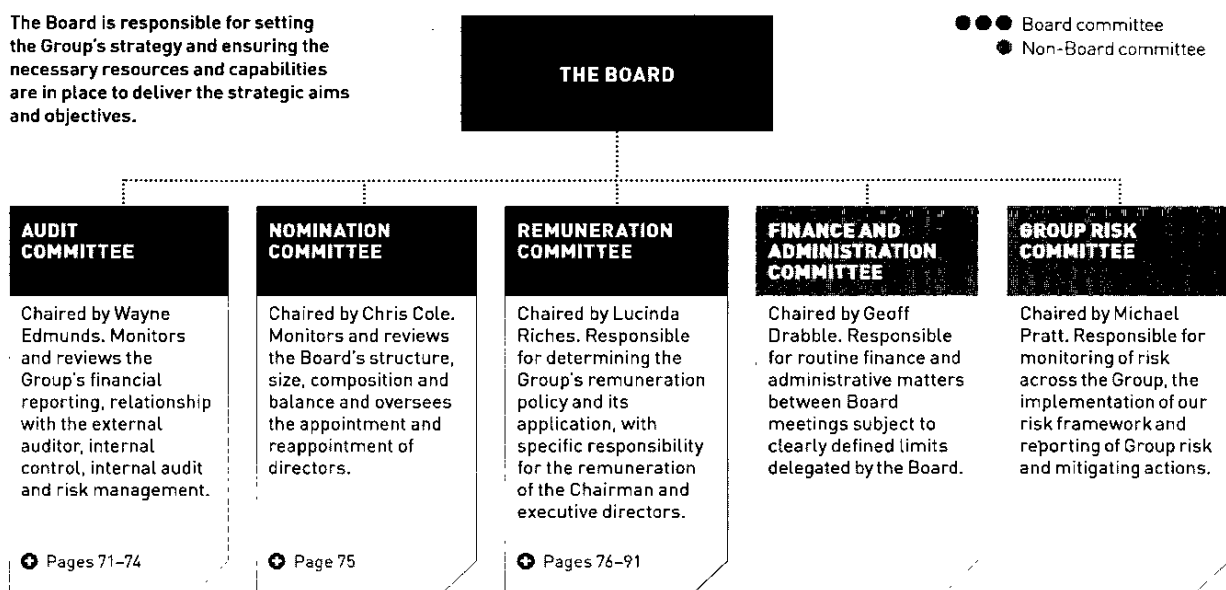 The Board is responsible for setting
the Group's strategy and ensuring the
necessary resources and capabilities
are in place to deliver the strategic aims
and objectives.
THE BOARD
Board committee
Non-Board committee
AUDIT
COMMITTEE
Chaired by Wayne
Edmunds. Monitors
and reviews the
Group's financial
reporting, relationship
with the external
auditor, internal
control, internal audit
and risk management.
Pages 71–74
NOMINATION
COMMITTEE
Chaired by Chris Cole.
Monitors and reviews
the Board's structure,
size, composition and
balance and oversees
the appointment and
reappointment of
directors.
Page 75
REMUNERATION
COMMITTEE
Chaired by Lucinda
Riches. Responsible
for determining the
Group's remuneration
policy and its
application, with
specific responsibility
for the remuneration
of the Chairman and
executive directors.
Pages 76–91
FINANCE AND
ADMINISTRATION
COMMITTEE
Chaired by Geoff
Drabble. Responsible
for routine finance and
administrative matters
between Board
meetings subject to
clearly defined limits
delegated by the Board.
GROUP RISK
COMMITTEE
Chaired by Michael
Pratt. Responsible for
monitoring of risk
across the Group, the
implementation of our
risk framework and
reporting of Group risk
and mitigating actions.